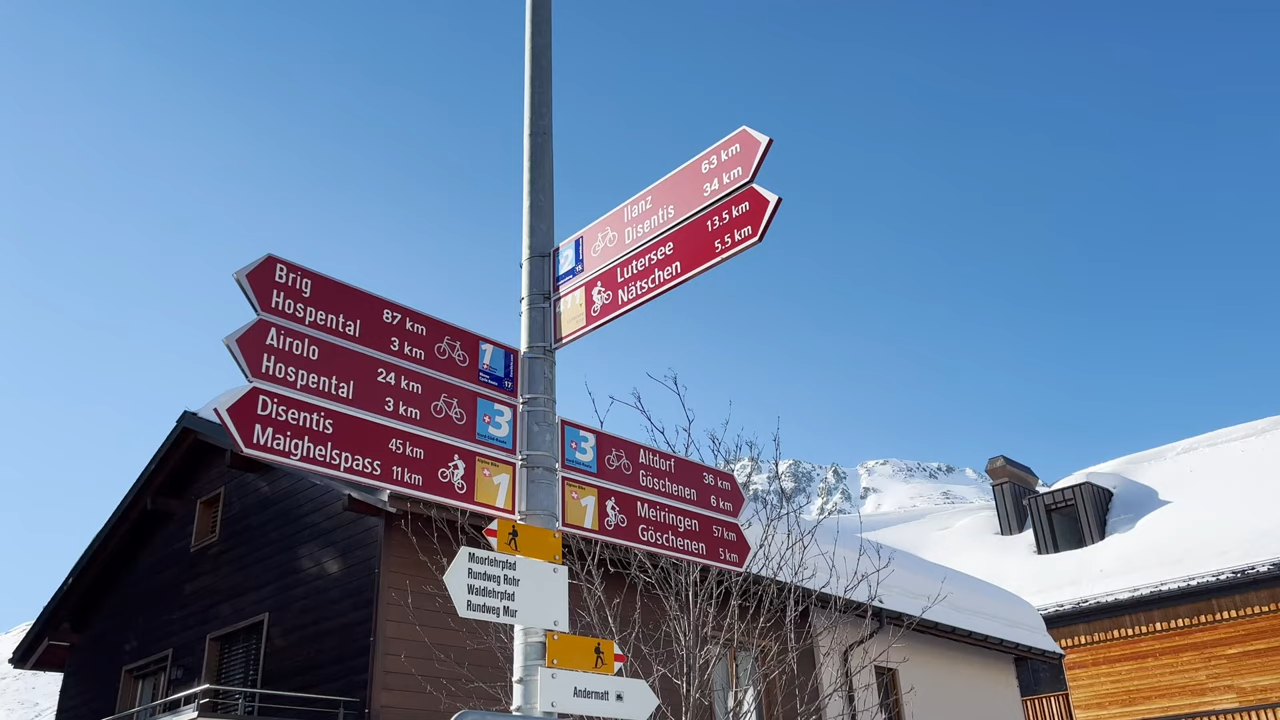 Ilanz 63 km
Disentis 34 km
2
Lutersee 13.5 km
Nätschen 5.5 km
Brig 87 km
Hospental 3 km
1
17
Airolo 24 km
Hospental 3 km
3
Disentis 45 km
Maighelspass 11 km
1
3
Altdorf 36 km
Göschenen 6 km
1
Meiringen 57 km
Göschenen 5 km
Moorlehrpfad
Rundweg Rohr
Waldlehrpfad
Rundweg Mur
Andermatt